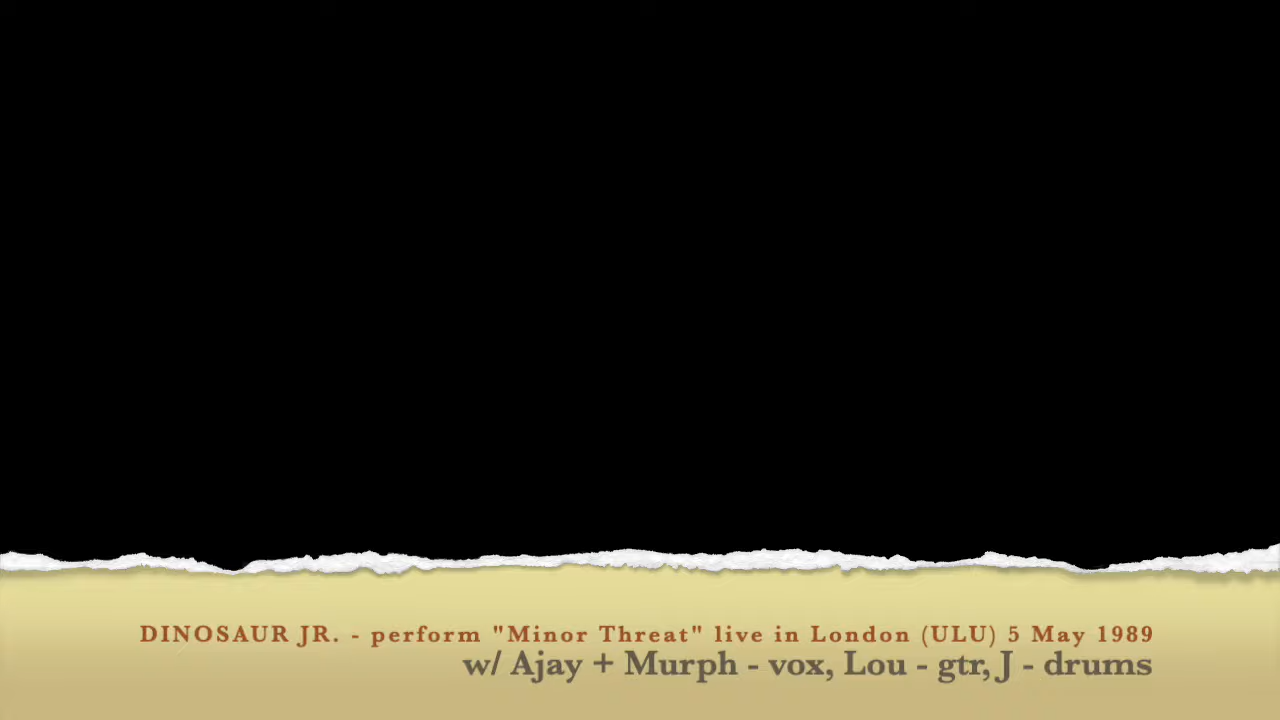 DINOSAUR JR. - perform "Minor Threat" live in London (ULU) 5 May 1989
w/ Ajay + Murph - vox, Lou - gtr, J - drums